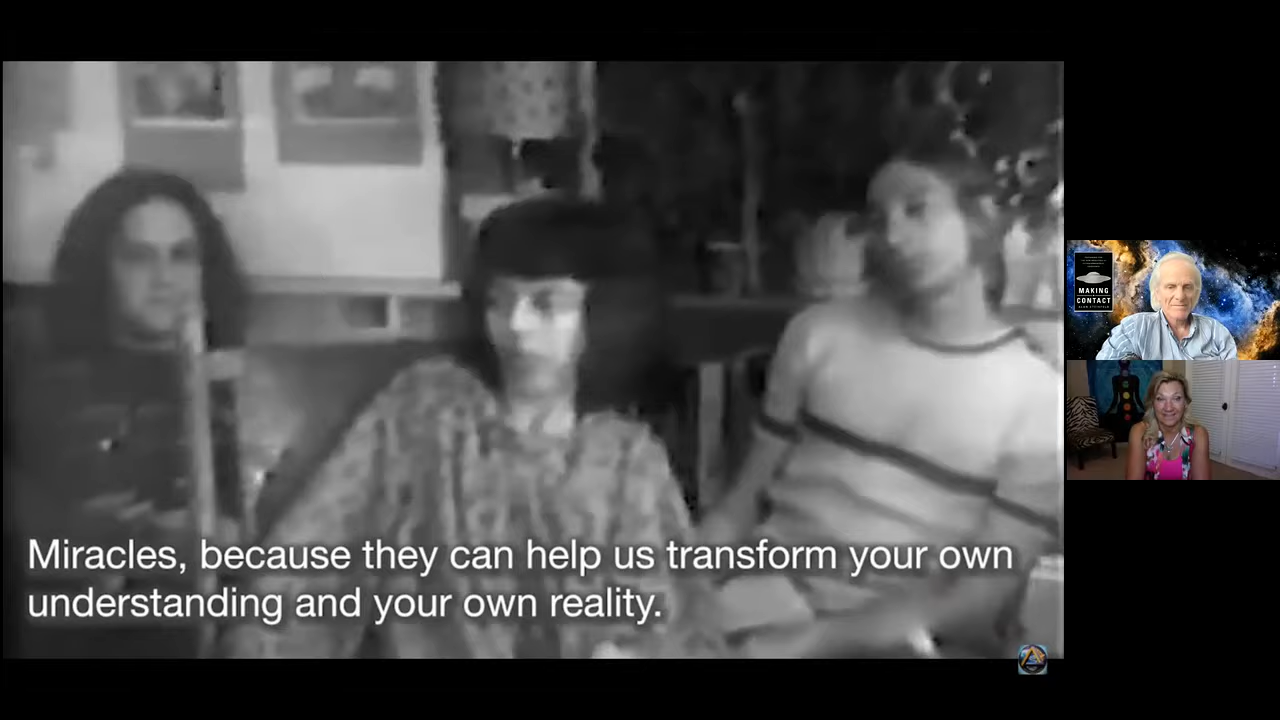 Miracles, because they can help us transform your own
understanding and your own reality.
MAKING
CONTACT